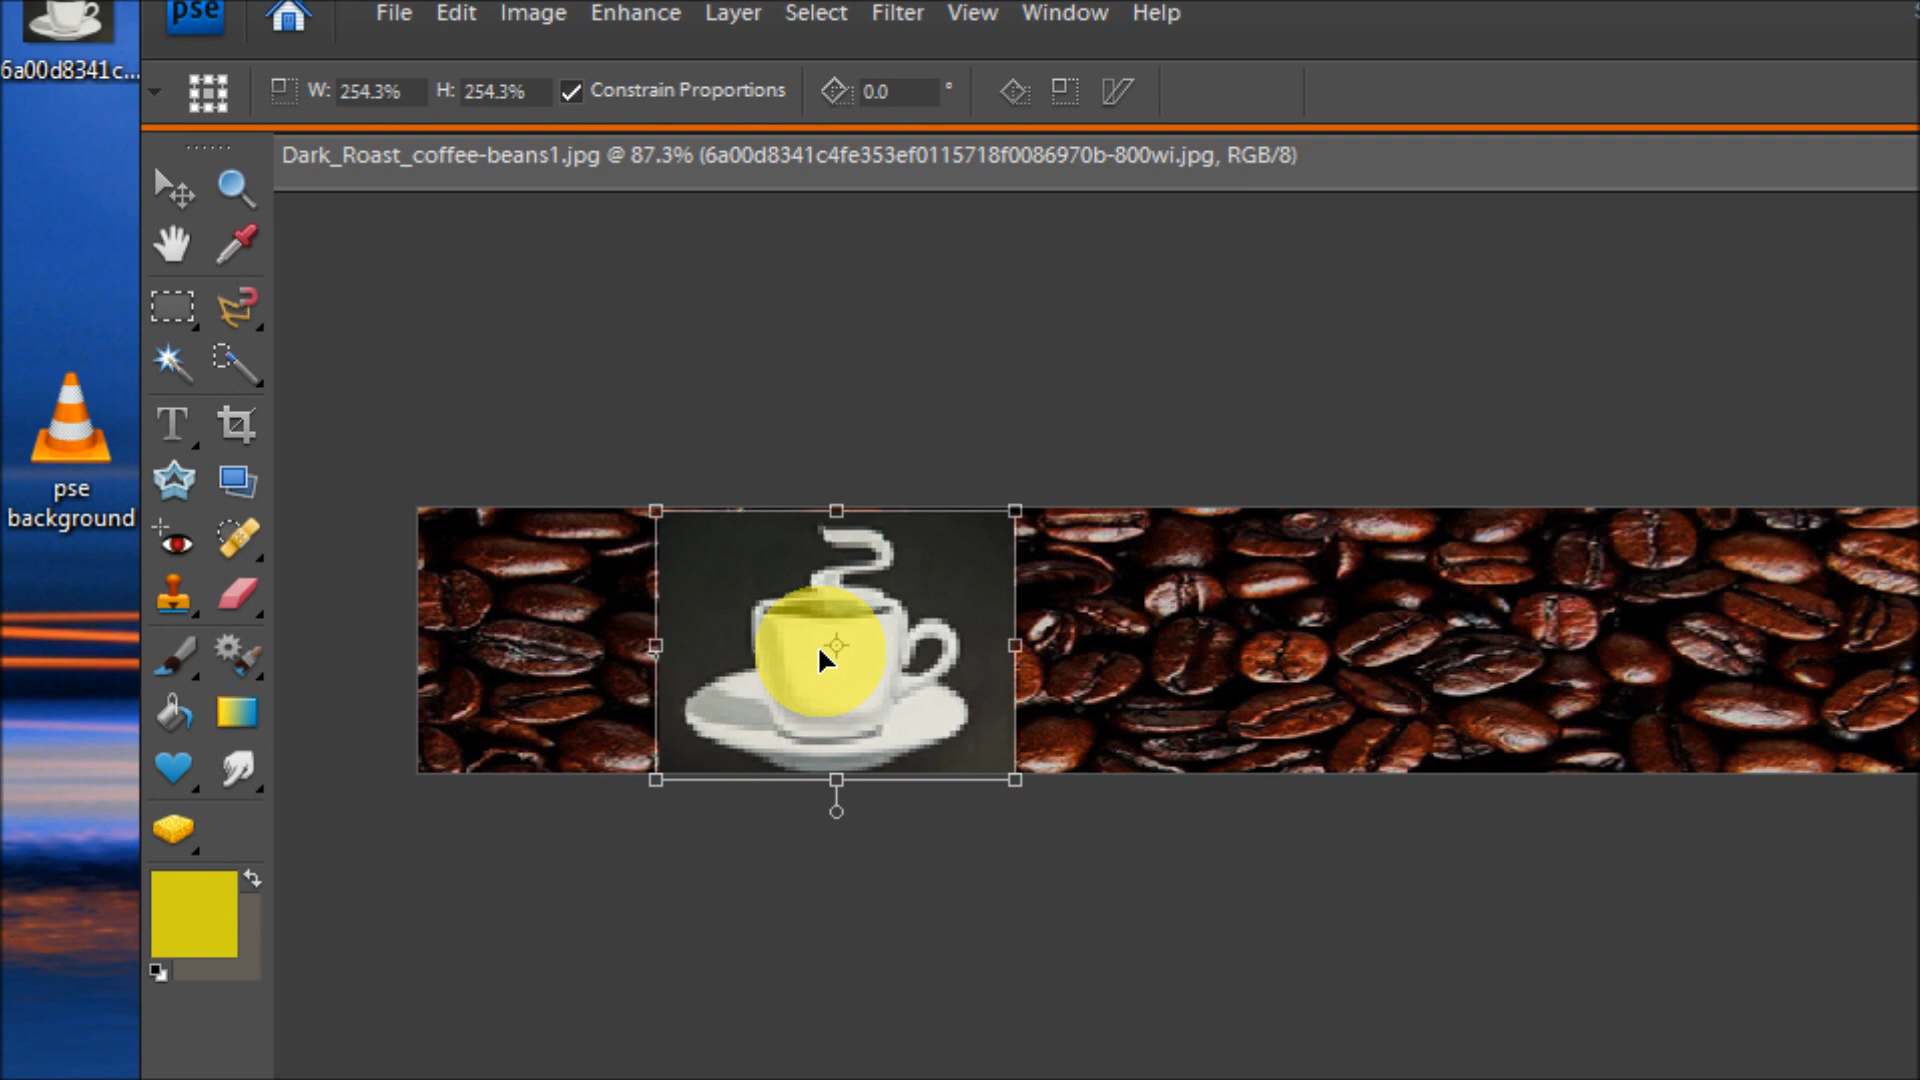 pse
File Edit Image Enhance Layer Select Filter View Window Help
6a00d8341c...
W: 254.3% H: 254.3% Constrain Proportions 0.0 °
Dark_Roast_coffee-beans1.jpg @ 87.3% (6a00d8341c4fe353ef0115718f0086970b-800wi.jpg, RGB/8)
T
pse
background